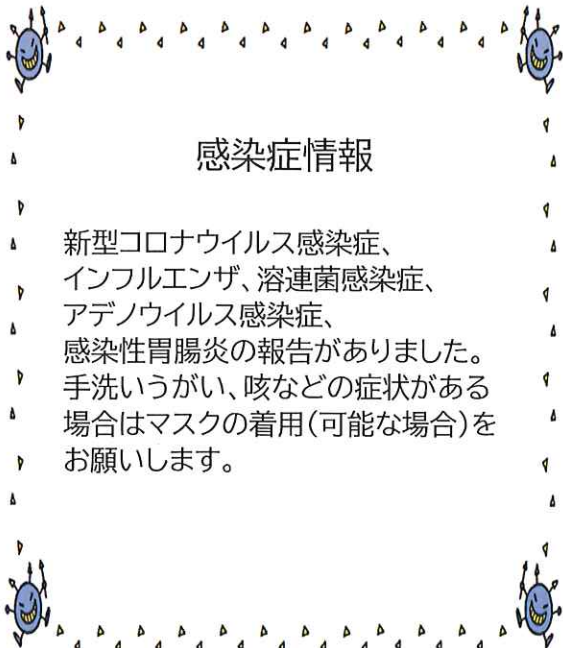 感染症情報
新型コロナウイルス感染症、
インフルエンザ、溶連菌感染症、
アデノウイルス感染症、
感染性胃腸炎の報告がありました。
手洗いうがい、咳などの症状がある
場合はマスクの着用(可能な場合)を
お願いします。